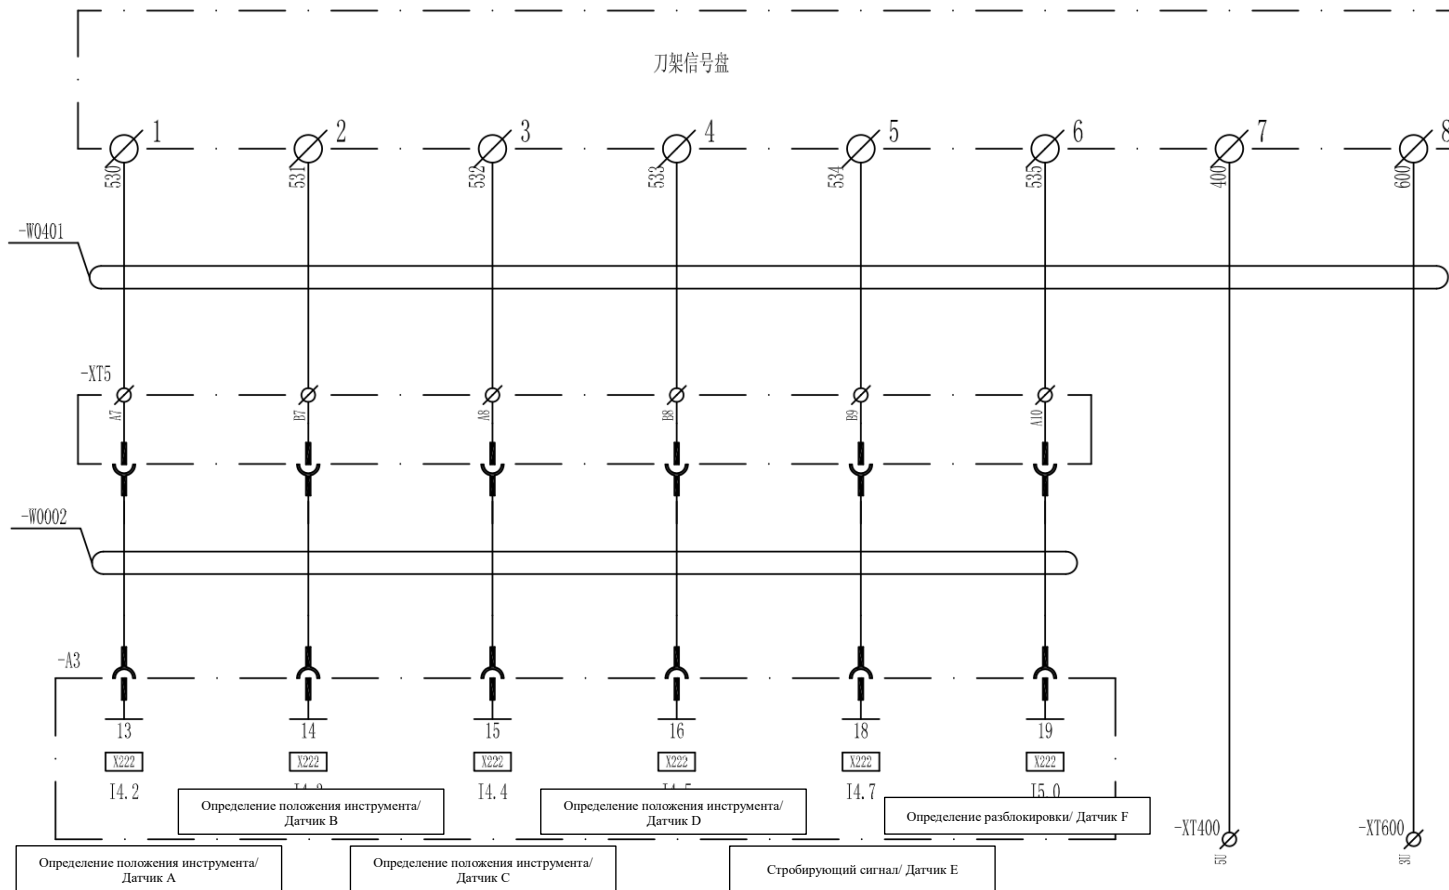 刀架信号盘
1 2 3 4 5 6 7 8
530 531 532 533 534 535 400 600
-W0401
-XT5
A7 B7 A8 B8 B9 A10
-W0002
-A3
13 14 15 16 18 19
X222 X222 X222 X222 X222 X222
I4.2 I4.4 I4.7 I5.0
Определение положения инструмента/
Датчик B
Определение положения инструмента/
Датчик D
Определение разблокировки/ Датчик F
-XT400 -XT600
5U 3U
Определение положения инструмента/
Датчик A
Определение положения инструмента/
Датчик C
Стробирующий сигнал/ Датчик E